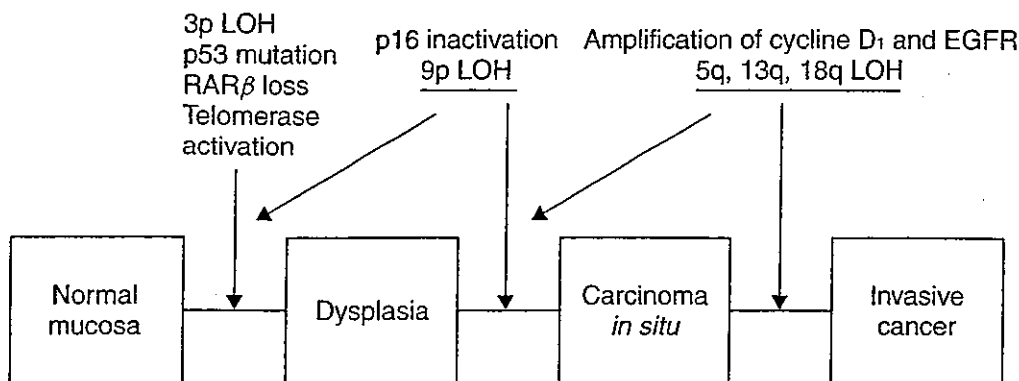 3p LOH
p53 mutation
RARβ loss
Telomerase
activation
p16 inactivation
9p LOH
Amplification of cycline D₁ and EGFR
5q, 13q, 18q LOH
Normal
mucosa
Dysplasia
Carcinoma
in situ
Invasive
cancer